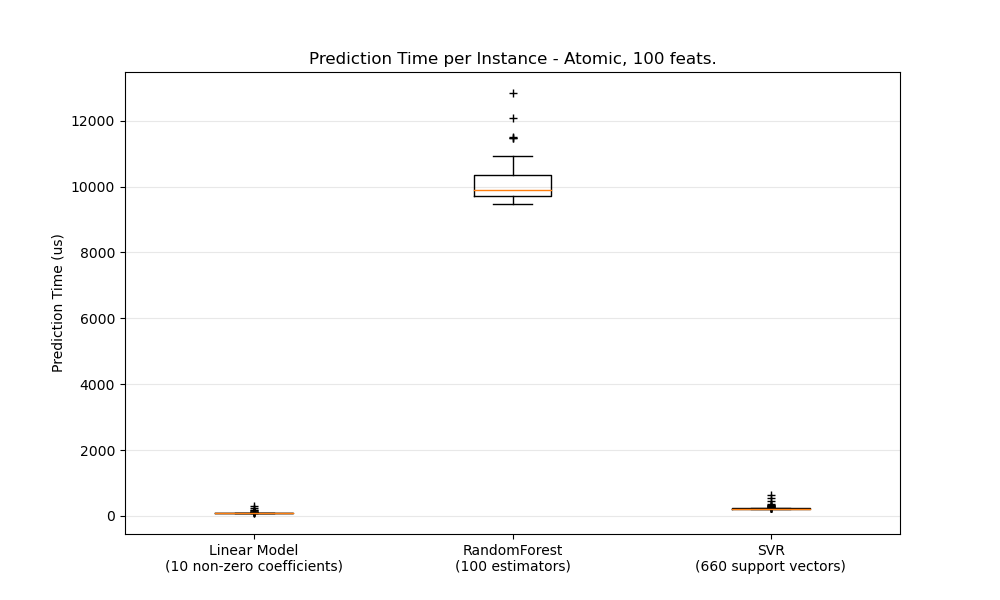 Prediction Time per Instance - Atomic, 100 feats.
Prediction Time (us)
12000
10000
8000
6000
4000
2000
0
Linear Model
(10 non-zero coefficients)
RandomForest
(100 estimators)
SVR
(660 support vectors)